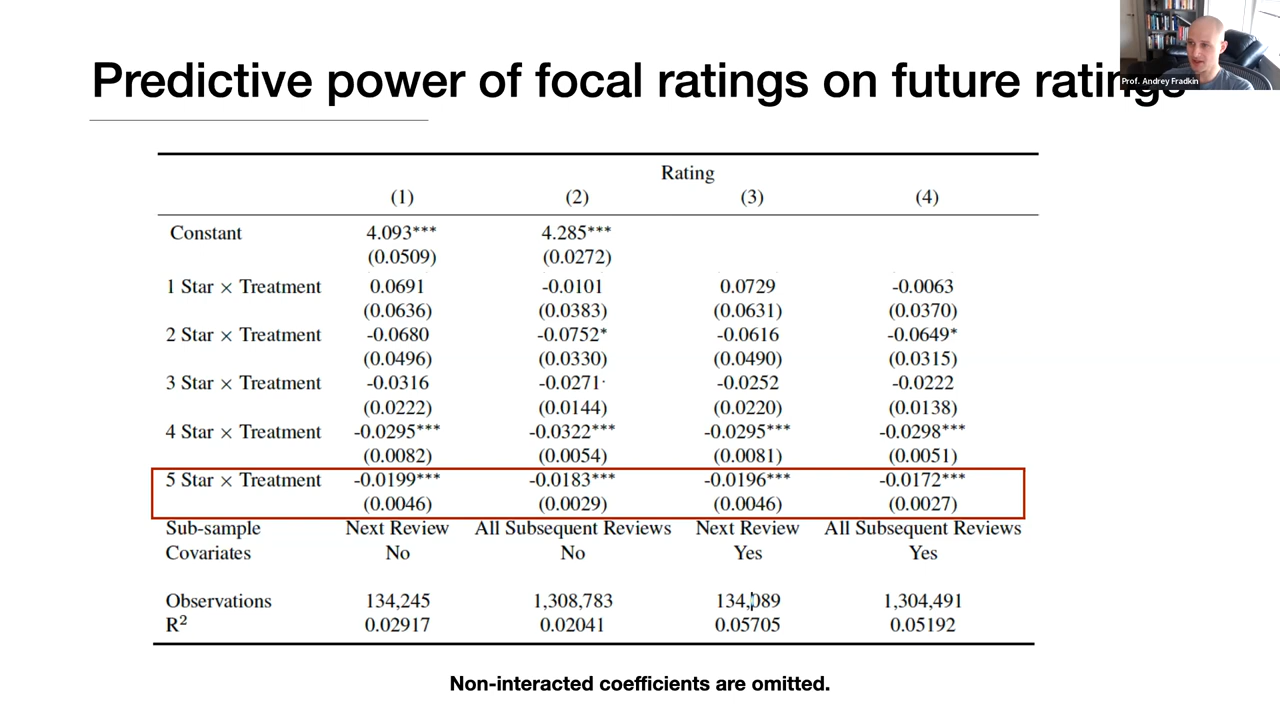 Predictive power of focal ratings on future ratings
Prof. Andrey Fradkin
Rating
(1) (2) (3) (4)
Constant 4.093*** 4.285***
(0.0509) (0.0272)
1 Star × Treatment 0.0691 -0.0101 0.0729 -0.0063
(0.0636) (0.0383) (0.0631) (0.0370)
2 Star × Treatment -0.0680 -0.0752* -0.0616 -0.0649*
(0.0496) (0.0330) (0.0490) (0.0315)
3 Star × Treatment -0.0316 -0.0271· -0.0252 -0.0222
(0.0222) (0.0144) (0.0220) (0.0138)
4 Star × Treatment -0.0295*** -0.0322*** -0.0295*** -0.0298***
(0.0082) (0.0054) (0.0081) (0.0051)
5 Star × Treatment -0.0199*** -0.0183*** -0.0196*** -0.0172***
(0.0046) (0.0029) (0.0046) (0.0027)
Sub-sample Next Review All Subsequent Reviews Next Review All Subsequent Reviews
Covariates No No Yes Yes
Observations 134,245 1,308,783 134,089 1,304,491
R² 0.02917 0.02041 0.05705 0.05192
Non-interacted coefficients are omitted.